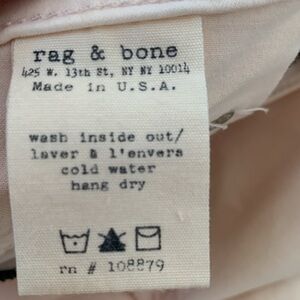 rag & bone
425 W. 13th St, NY NY 10014
Made in U.S.A.
wash inside out/
laver à l'envers
cold water
hang dry
rn # 108879